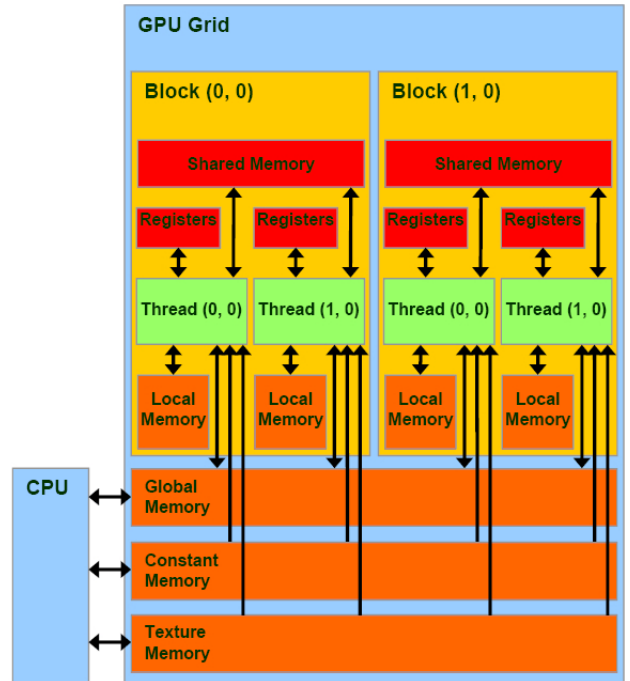 GPU Grid
Block (0, 0)
Block (1, 0)
Shared Memory
Shared Memory
Registers
Registers
Registers
Registers
Thread (0, 0)
Thread (1, 0)
Thread (0, 0)
Thread (1, 0)
Local
Memory
Local
Memory
Local
Memory
Local
Memory
CPU
Global
Memory
Constant
Memory
Texture
Memory